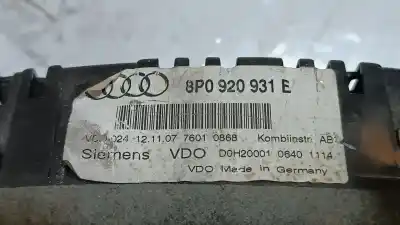 8P0 920 931 E
024 12.11.07 7601 0868 Kombiinstr. AB
Siemens VDO D0H20001 0640 1114
VDO Made in Germany